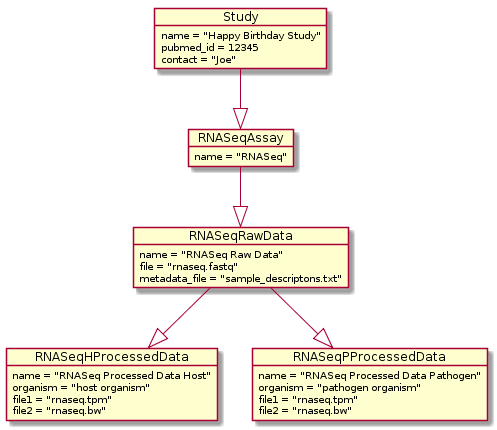 Study
name = "Happy Birthday Study"
pubmed_id = 12345
contact = "Joe"
RNASeqAssay
name = "RNASeq"
RNASeqRawData
name = "RNASeq Raw Data"
file = "rnaseq.fastq"
metadata_file = "sample_descriptons.txt"
RNASeqHProcessedData
name = "RNASeq Processed Data Host"
organism = "host organism"
file1 = "rnaseq.tpm"
file2 = "rnaseq.bw"
RNASeqPProcessedData
name = "RNASeq Processed Data Pathogen"
organism = "pathogen organism"
file1 = "rnaseq.tpm"
file2 = "rnaseq.bw"